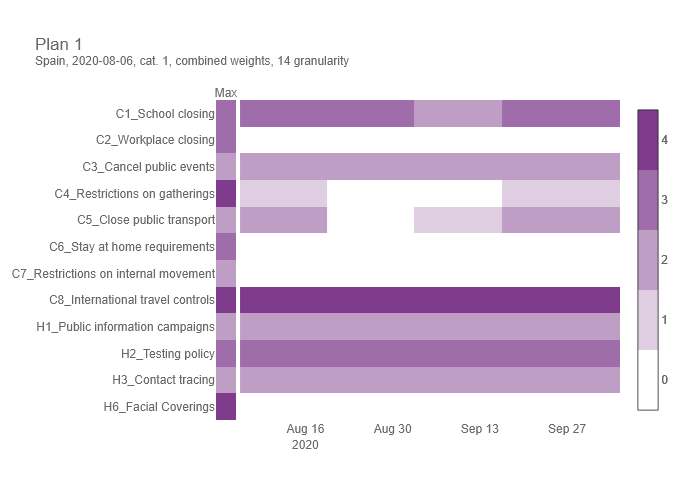 Plan 1
Spain, 2020-08-06, cat. 1, combined weights, 14 granularity
Max
C1_School closing
C2_Workplace closing
C3_Cancel public events
C4_Restrictions on gatherings
C5_Close public transport
C6_Stay at home requirements
C7_Restrictions on internal movement
C8_International travel controls
H1_Public information campaigns
H2_Testing policy
H3_Contact tracing
H6_Facial Coverings
Aug 16 Aug 30 Sep 13 Sep 27
2020
4
3
2
1
0